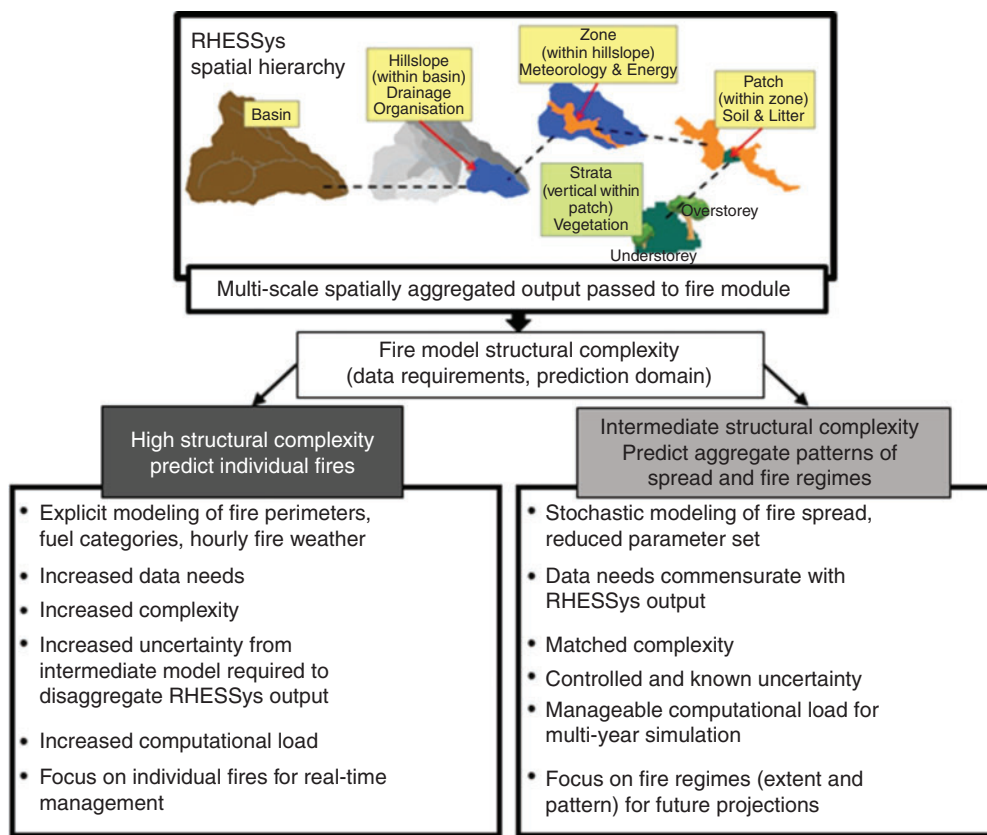 RHESSys
spatial hierarchy
Basin
Hillslope
(within basin)
Drainage
Organisation
Zone
(within hillslope)
Meteorology & Energy
Patch
(within zone)
Soil & Litter
Strata
(vertical within
patch)
Vegetation
Overstorey
Understorey
Multi-scale spatially aggregated output passed to fire module
Fire model structural complexity
(data requirements, prediction domain)
High structural complexity
predict individual fires
• Explicit modeling of fire perimeters,
fuel categories, hourly fire weather
• Increased data needs
• Increased complexity
• Increased uncertainty from
intermediate model required to
disaggregate RHESSys output
• Increased computational load
• Focus on individual fires for real-time
management
Intermediate structural complexity
Predict aggregate patterns of
spread and fire regimes
• Stochastic modeling of fire spread,
reduced parameter set
• Data needs commensurate with
RHESSys output
• Matched complexity
• Controlled and known uncertainty
• Manageable computational load for
multi-year simulation
• Focus on fire regimes (extent and
pattern) for future projections